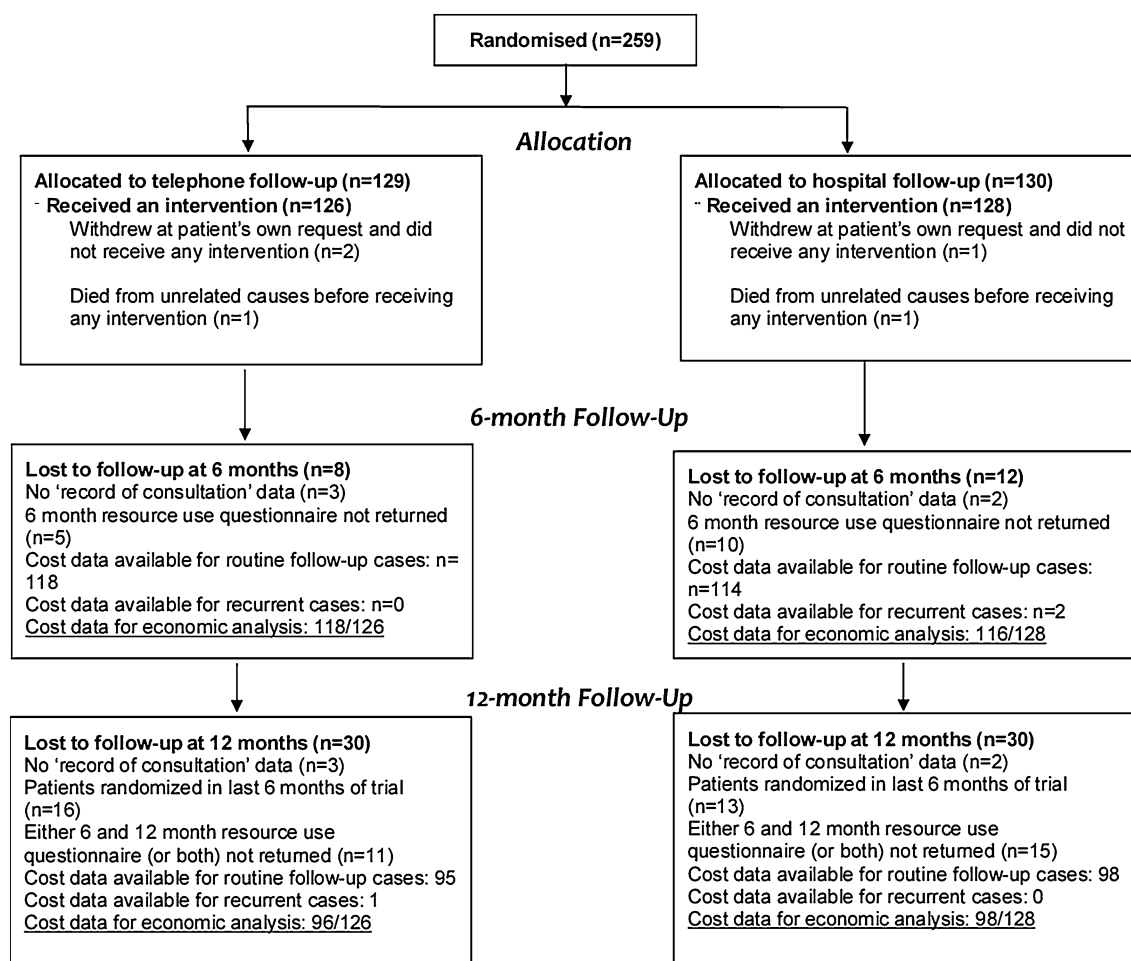 Randomised (n=259)
Allocation
Allocated to telephone follow-up (n=129)
- Received an intervention (n=126)
Withdrew at patient's own request and did
not receive any intervention (n=2)
Died from unrelated causes before receiving
any intervention (n=1)
Allocated to hospital follow-up (n=130)
¨ Received an intervention (n=128)
Withdrew at patient's own request and did not
receive any intervention (n=1)
Died from unrelated causes before receiving
any intervention (n=1)
6-month Follow-Up
Lost to follow-up at 6 months (n=8)
No ‘record of consultation’ data (n=3)
6 month resource use questionnaire not returned
(n=5)
Cost data available for routine follow-up cases: n=
118
Cost data available for recurrent cases: n=0
Cost data for economic analysis: 118/126
Lost to follow-up at 6 months (n=12)
No ‘record of consultation’ data (n=2)
6 month resource use questionnaire not returned
(n=10)
Cost data available for routine follow-up cases:
n=114
Cost data available for recurrent cases: n=2
Cost data for economic analysis: 116/128
12-month Follow-Up
Lost to follow-up at 12 months (n=30)
No ‘record of consultation’ data (n=3)
Patients randomized in last 6 months of trial
(n=16)
Either 6 and 12 month resource use
questionnaire (or both) not returned (n=11)
Cost data available for routine follow-up cases: 95
Cost data available for recurrent cases: 1
Cost data for economic analysis: 96/126
Lost to follow-up at 12 months (n=30)
No ‘record of consultation’ data (n=2)
Patients randomized in last 6 months of trial
(n=13)
Either 6 and 12 month resource use
questionnaire (or both) not returned (n=15)
Cost data available for routine follow-up cases: 98
Cost data available for recurrent cases: 0
Cost data for economic analysis: 98/128